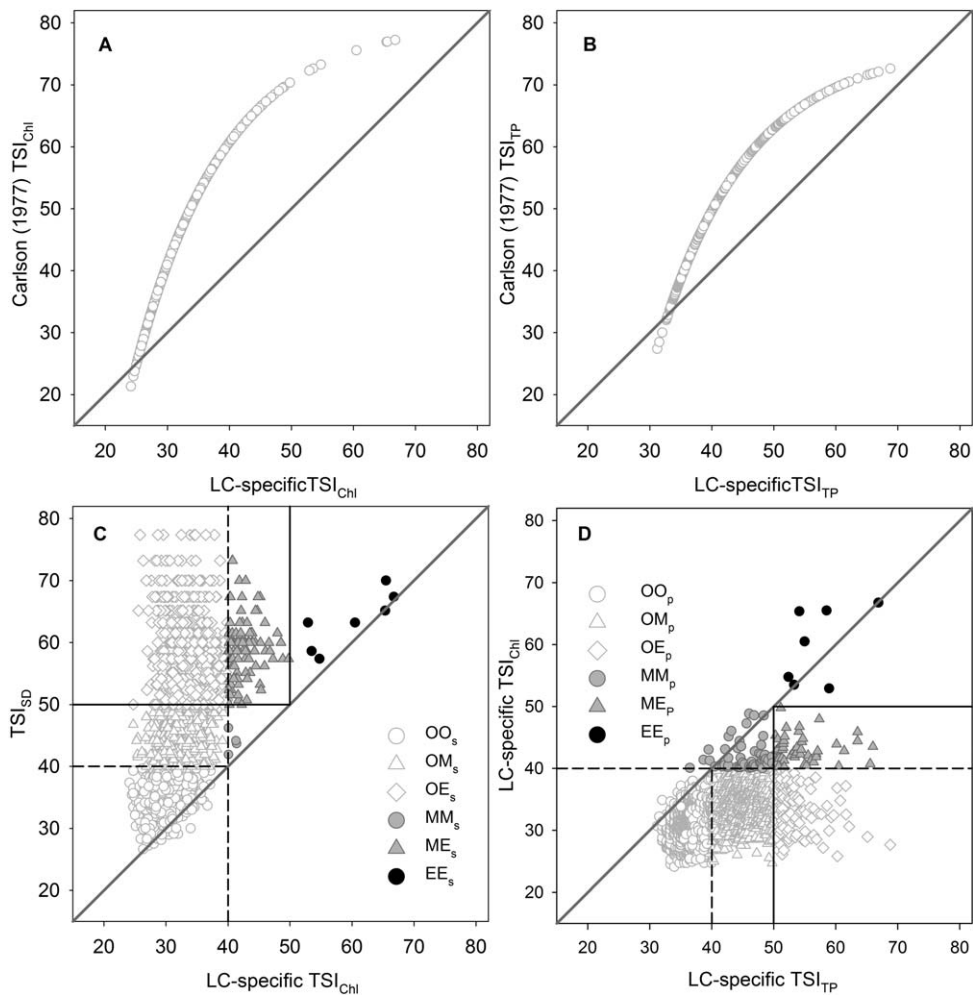 A
Carlson (1977) TSIChl
80
70
60
50
40
30
20
20 30 40 50 60 70 80
LC-specificTSIChl
B
Carlson (1977) TSITP
80
70
60
50
40
30
20
20 30 40 50 60 70 80
LC-specificTSITP
C
TSISD
80
70
60
50
40
30
20
OOs
OMs
OEs
MMs
MEs
EEs
20 30 40 50 60 70 80
LC-specific TSIChl
D
LC-specific TSIChl
80
70
60
50
40
30
20
OOp
OMp
OEp
MMp
MEp
EEp
20 30 40 50 60 70 80
LC-specific TSITP